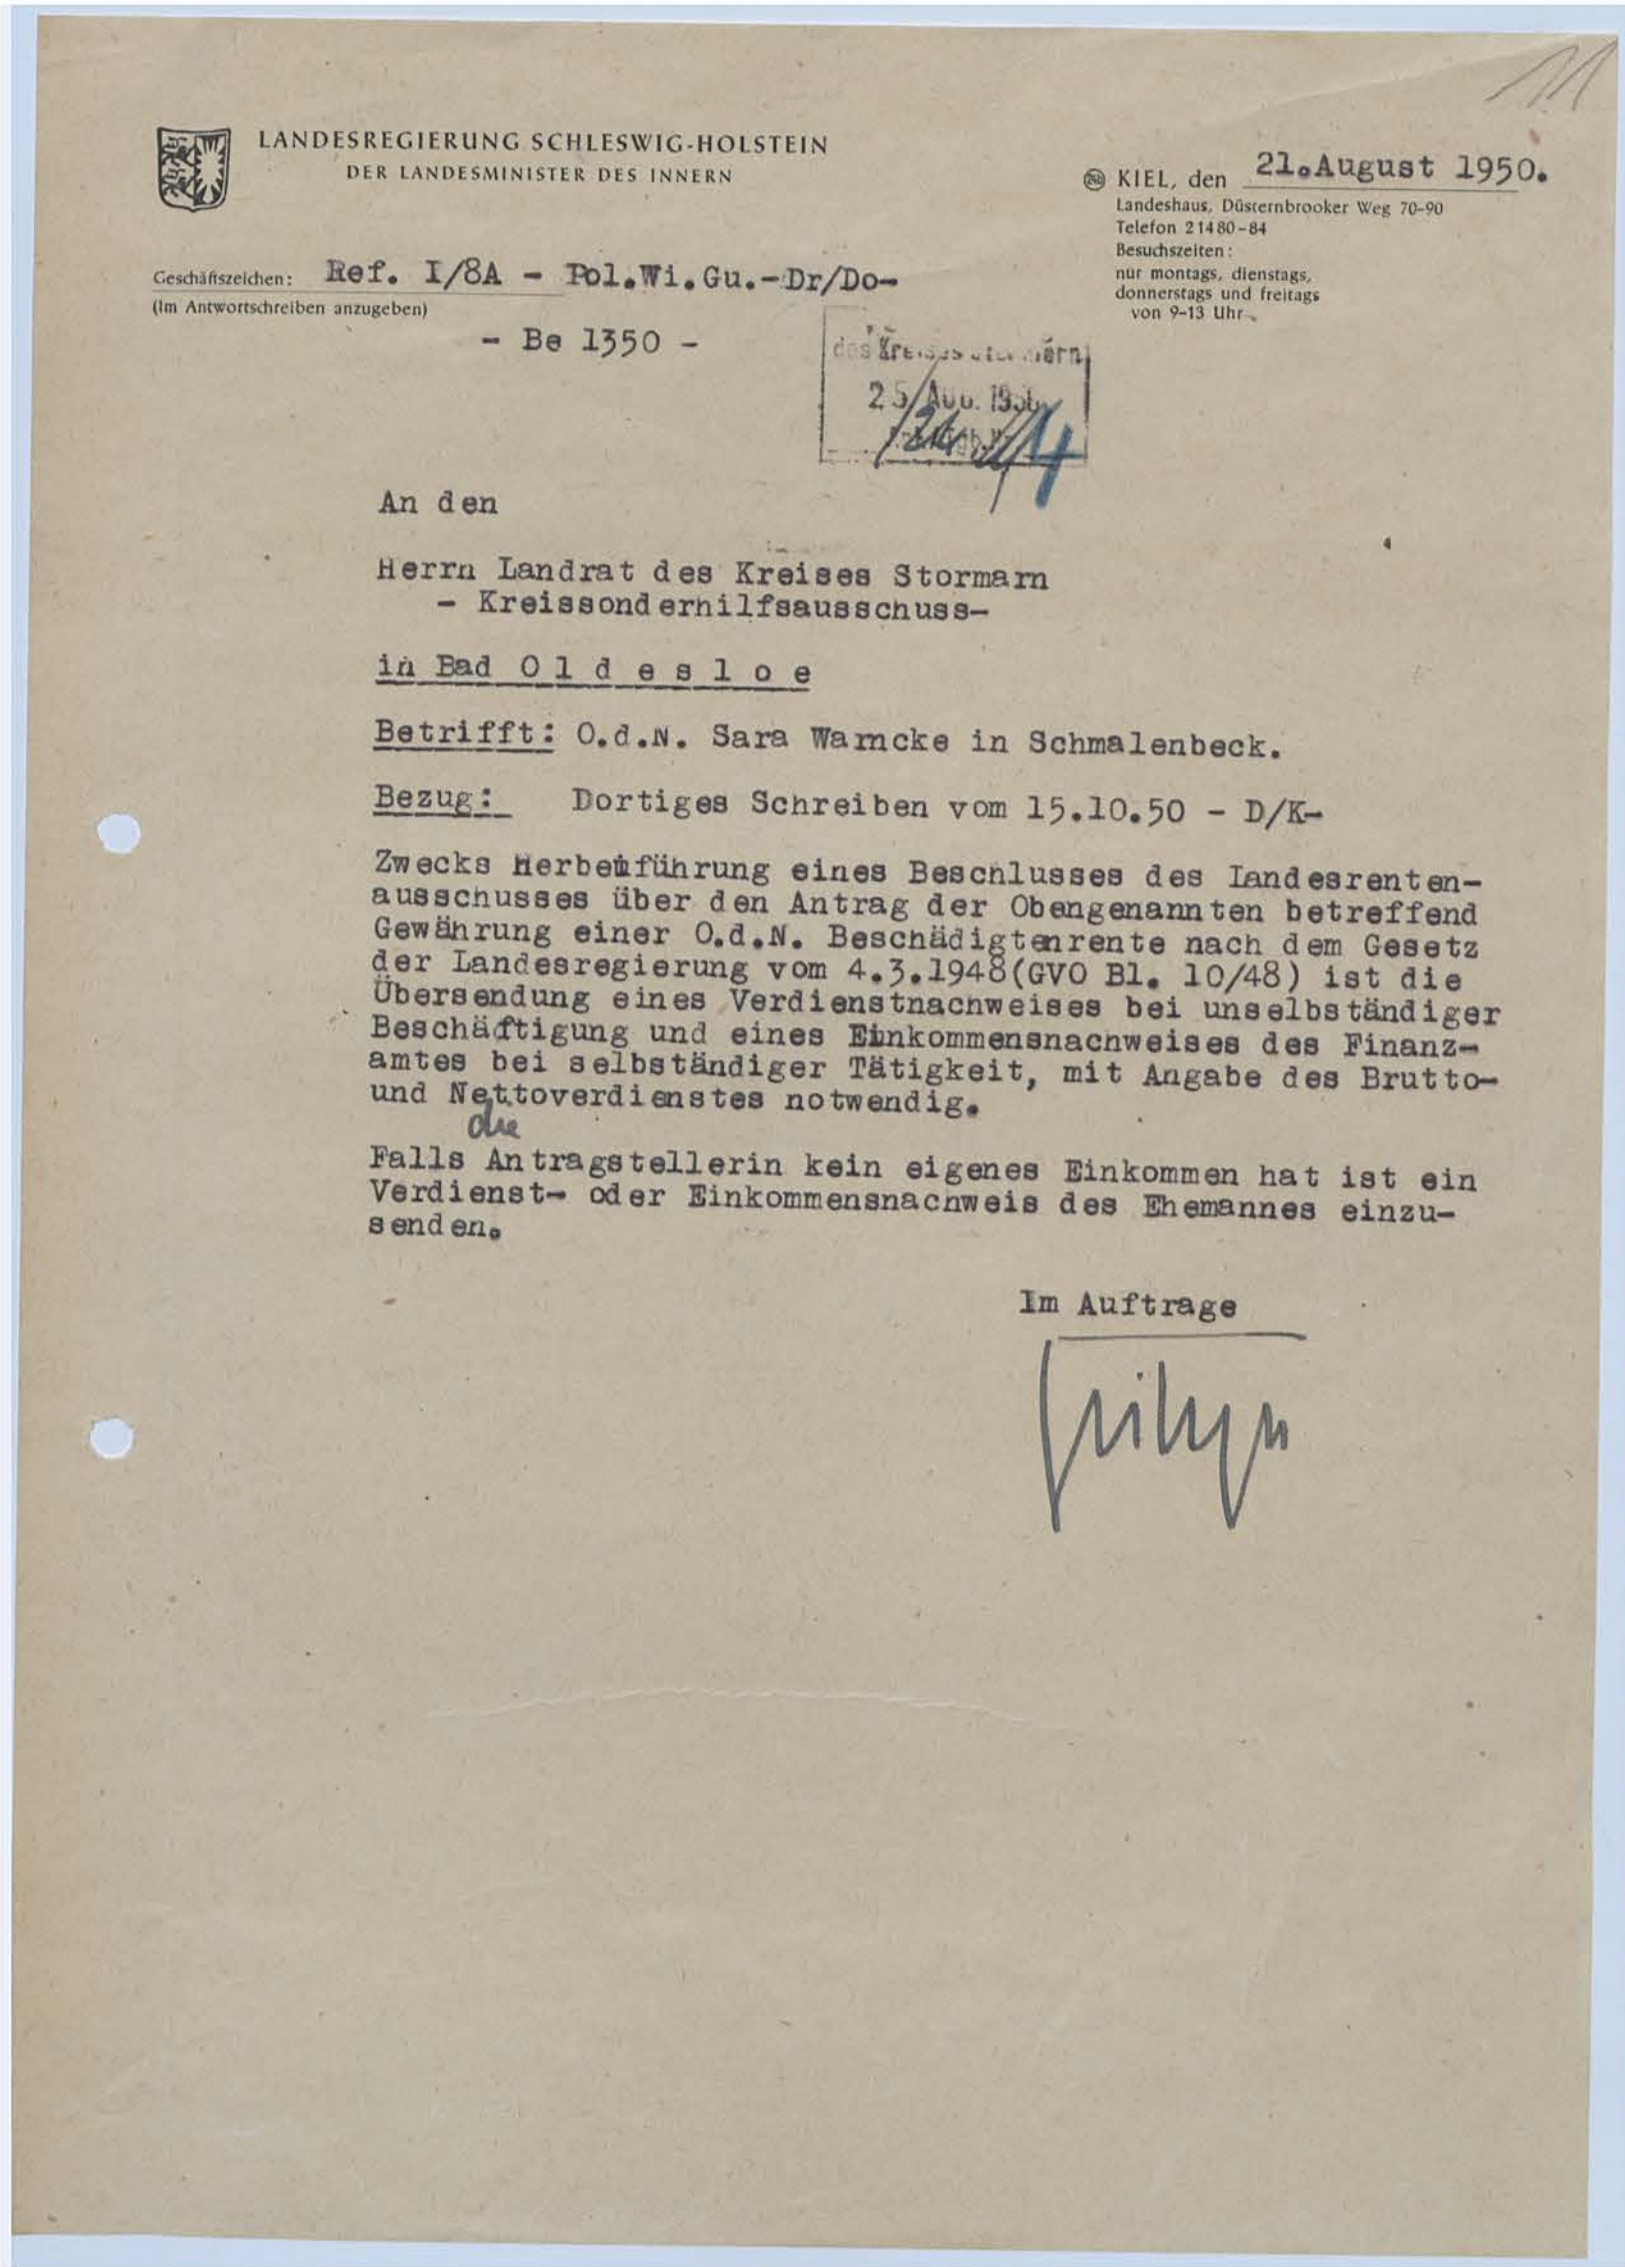 11
LANDESREGIERUNG SCHLESWIG-HOLSTEIN
DER LANDESMINISTER DES INNERN
KIEL, den 21.August 1950.
Landeshaus, Düsternbrooker Weg 70-90
Telefon 21480-84
Besuchszeiten:
nur montags, dienstags,
donnerstags und freitags
von 9-13 Uhr
Geschäftszeichen: Ref. I/8A - Pol.Wi.Gu.-Dr/Do-
(Im Antwortschreiben anzugeben)
- Be 1350 -
des Kreises Stormarn
25 Aug. 1950
An den
Herrn Landrat des Kreises Stormarn
- Kreissonderhilfsausschuss-
in Bad O l d e s l o e
Betrifft: O.d.N. Sara Warncke in Schmalenbeck.
Bezug: Dortiges Schreiben vom 15.10.50 - D/K-
Zwecks Herbeiführung eines Beschlusses des Landesrenten-
ausschusses über den Antrag der Obengenannten betreffend
Gewährung einer O.d.N. Beschädigtenrente nach dem Gesetz
der Landesregierung vom 4.3.1948(GVO Bl. 10/48) ist die
Übersendung eines Verdienstnachweises bei unselbständiger
Beschäftigung und eines Einkommensnachweises des Finanz-
amtes bei selbständiger Tätigkeit, mit Angabe des Brutto-
und Nettoverdienstes notwendig.
die
Falls Antragstellerin kein eigenes Einkommen hat ist ein
Verdienst- oder Einkommensnachweis des Ehemannes einzu-
senden.
Im Auftrage